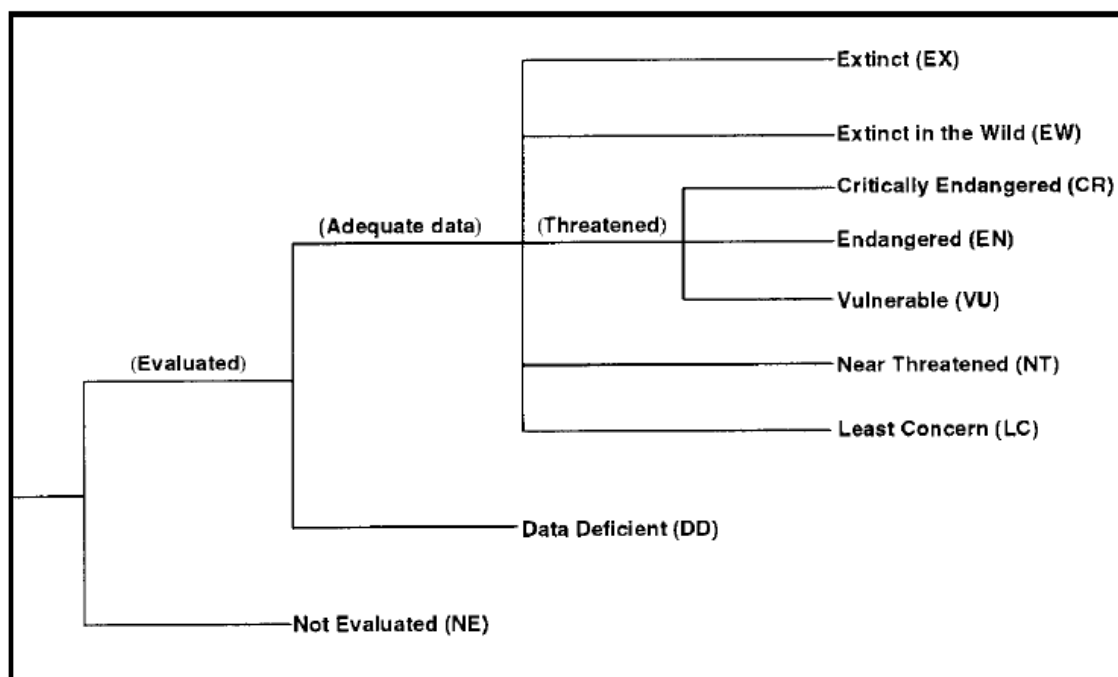 Extinct (EX)
Extinct in the Wild (EW)
Critically Endangered (CR)
(Adequate data)
(Threatened)
Endangered (EN)
Vulnerable (VU)
(Evaluated)
Near Threatened (NT)
Least Concern (LC)
Data Deficient (DD)
Not Evaluated (NE)